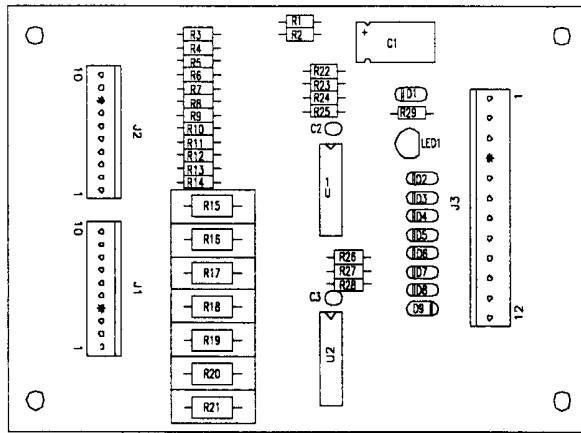 R1
R2
+
C1
R3
R4
R5
R6
R7
R8
R9
R10
R11
R12
R13
R14
R22
R23
R24
R25
C2
D1
R29
LED1
10
J2
1
1
J3
12
R15
R16
R17
R18
R19
R20
R21
1
U
D2
D3
D4
D5
D6
D7
D8
D9
R26
R27
R28
C3
U2
10
J1
1